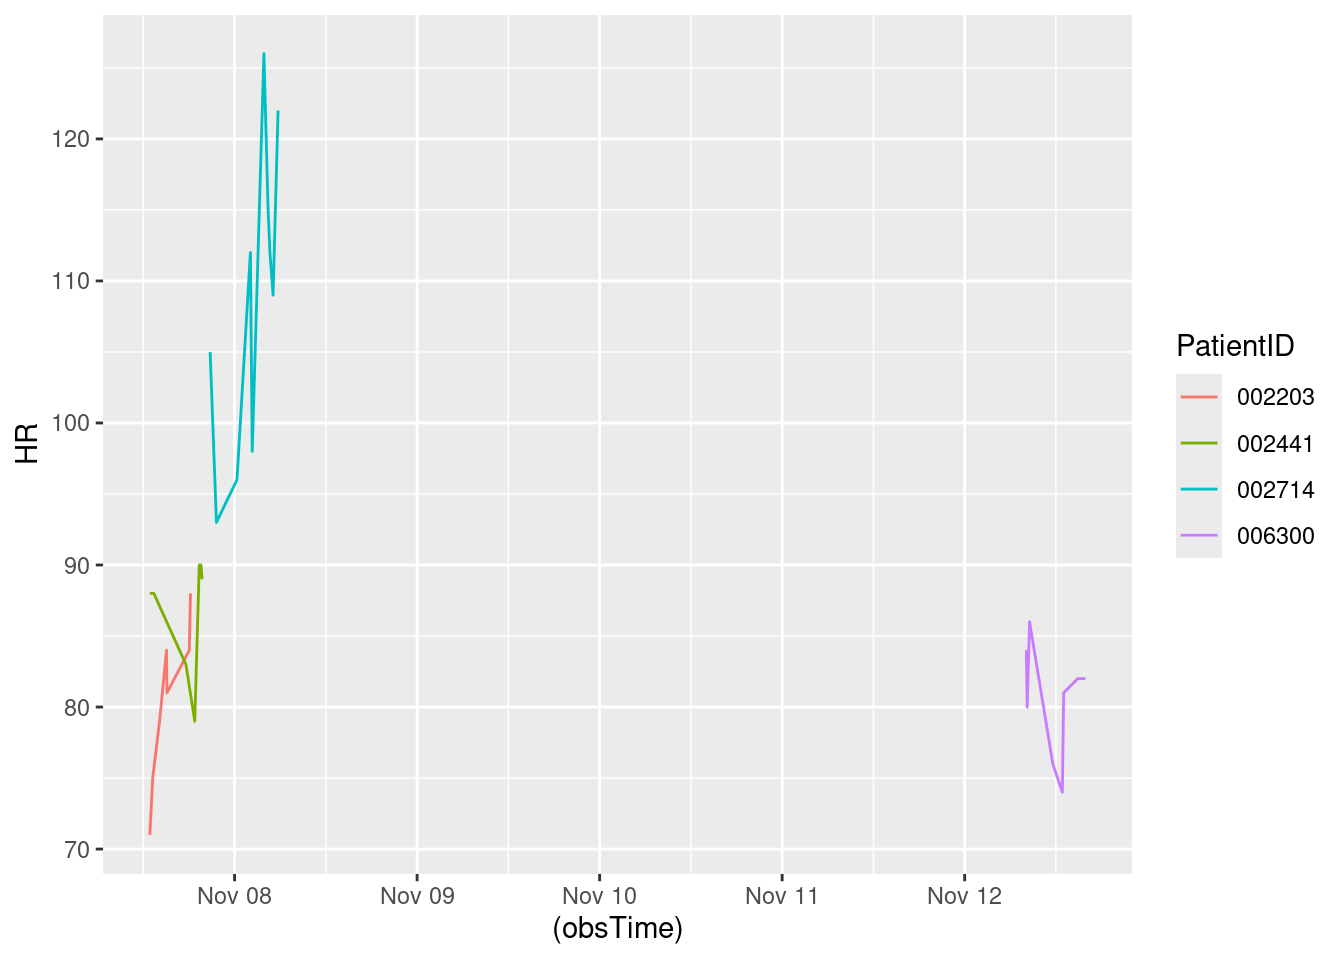 120
110
100
90
80
70
HR
Nov 08
Nov 09
Nov 10
Nov 11
Nov 12
(obsTime)
PatientID
002203
002441
002714
006300